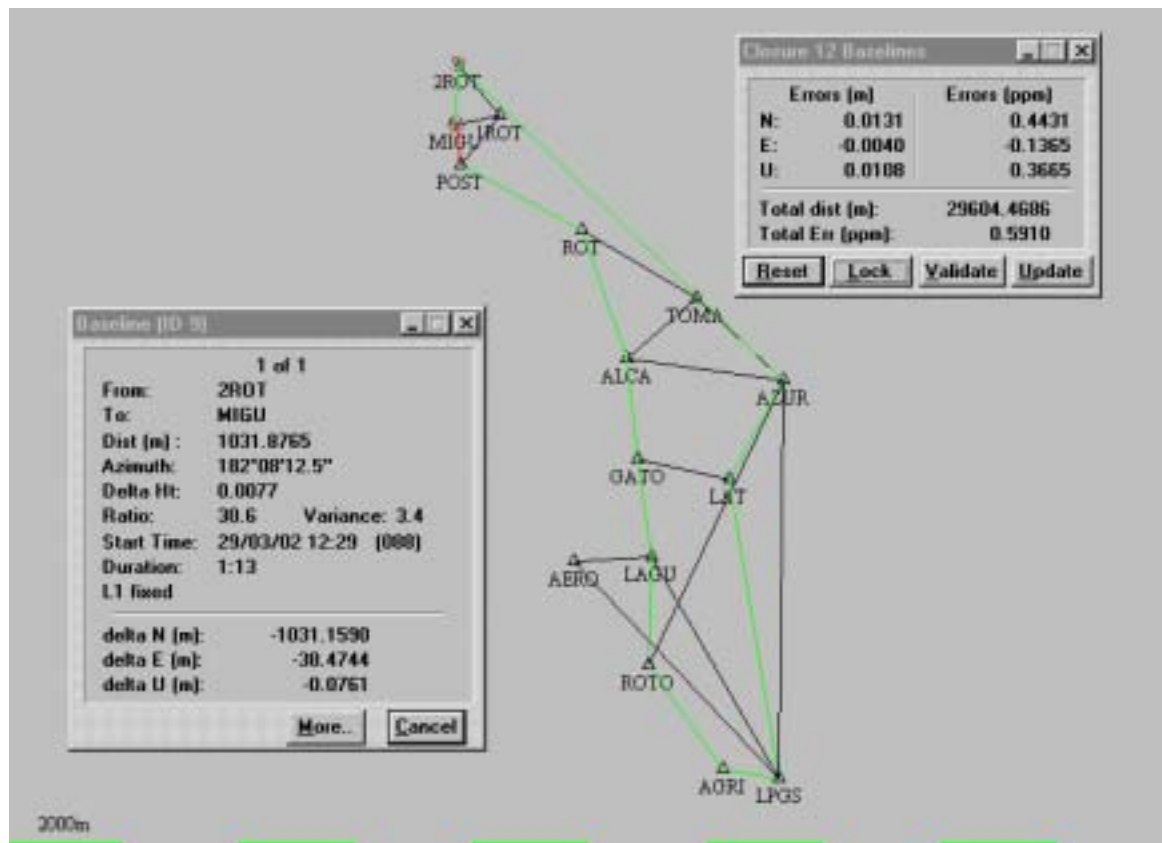 Closure 12 Baselines
Errors (m) Errors (ppm)
N: 0.0131 0.4431
E: -0.0040 -0.1365
U: 0.0108 0.3665
Total dist (m): 29604.4686
Total Err (ppm): 0.5910
Reset Lock Validate Update
2ROT
1ROT
MIGU
POST
ROT
TOMA
ALCA
AZUR
GATO
LAT
AERO
LAGU
ROTO
AGRI
LPGS
Baseline (ID 9)
1 of 1
From: 2ROT
To: MIGU
Dist (m) : 1031.8765
Azimuth: 182°08'12.5"
Delta Ht: 0.0077
Ratio: 30.6 Variance: 3.4
Start Time: 29/03/02 12:29 (088)
Duration: 1:13
L1 fixed
delta N (m): -1031.1590
delta E (m): -38.4744
delta U (m): -0.0761
More.. Cancel
2000m